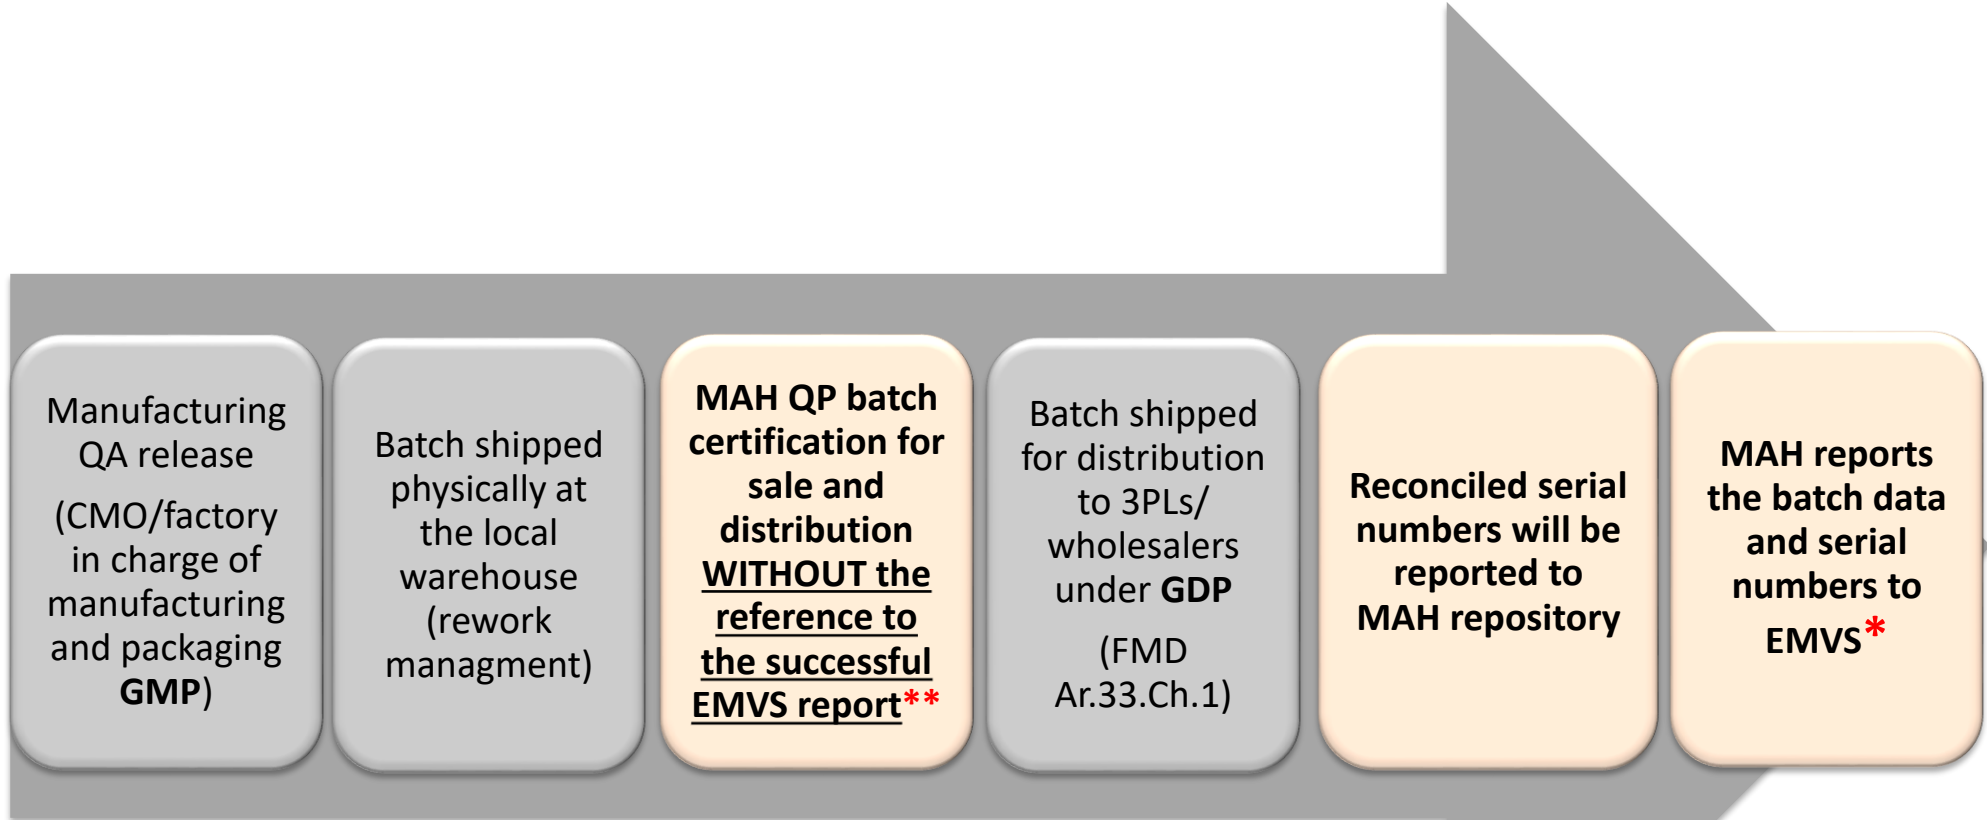 Manufacturing
QA release
(CMO/factory
in charge of
manufacturing
and packaging
GMP)
Batch shipped
physically at
the local
warehouse
(rework
managment)
MAH QP batch
certification for
sale and
distribution
WITHOUT the
reference to
the successful
EMVS report**
Batch shipped
for distribution
to 3PLs/
wholesalers
under GDP
(FMD
Ar.33.Ch.1)
Reconciled serial
numbers will be
reported to
MAH repository
MAH reports
the batch data
and serial
numbers to
EMVS*